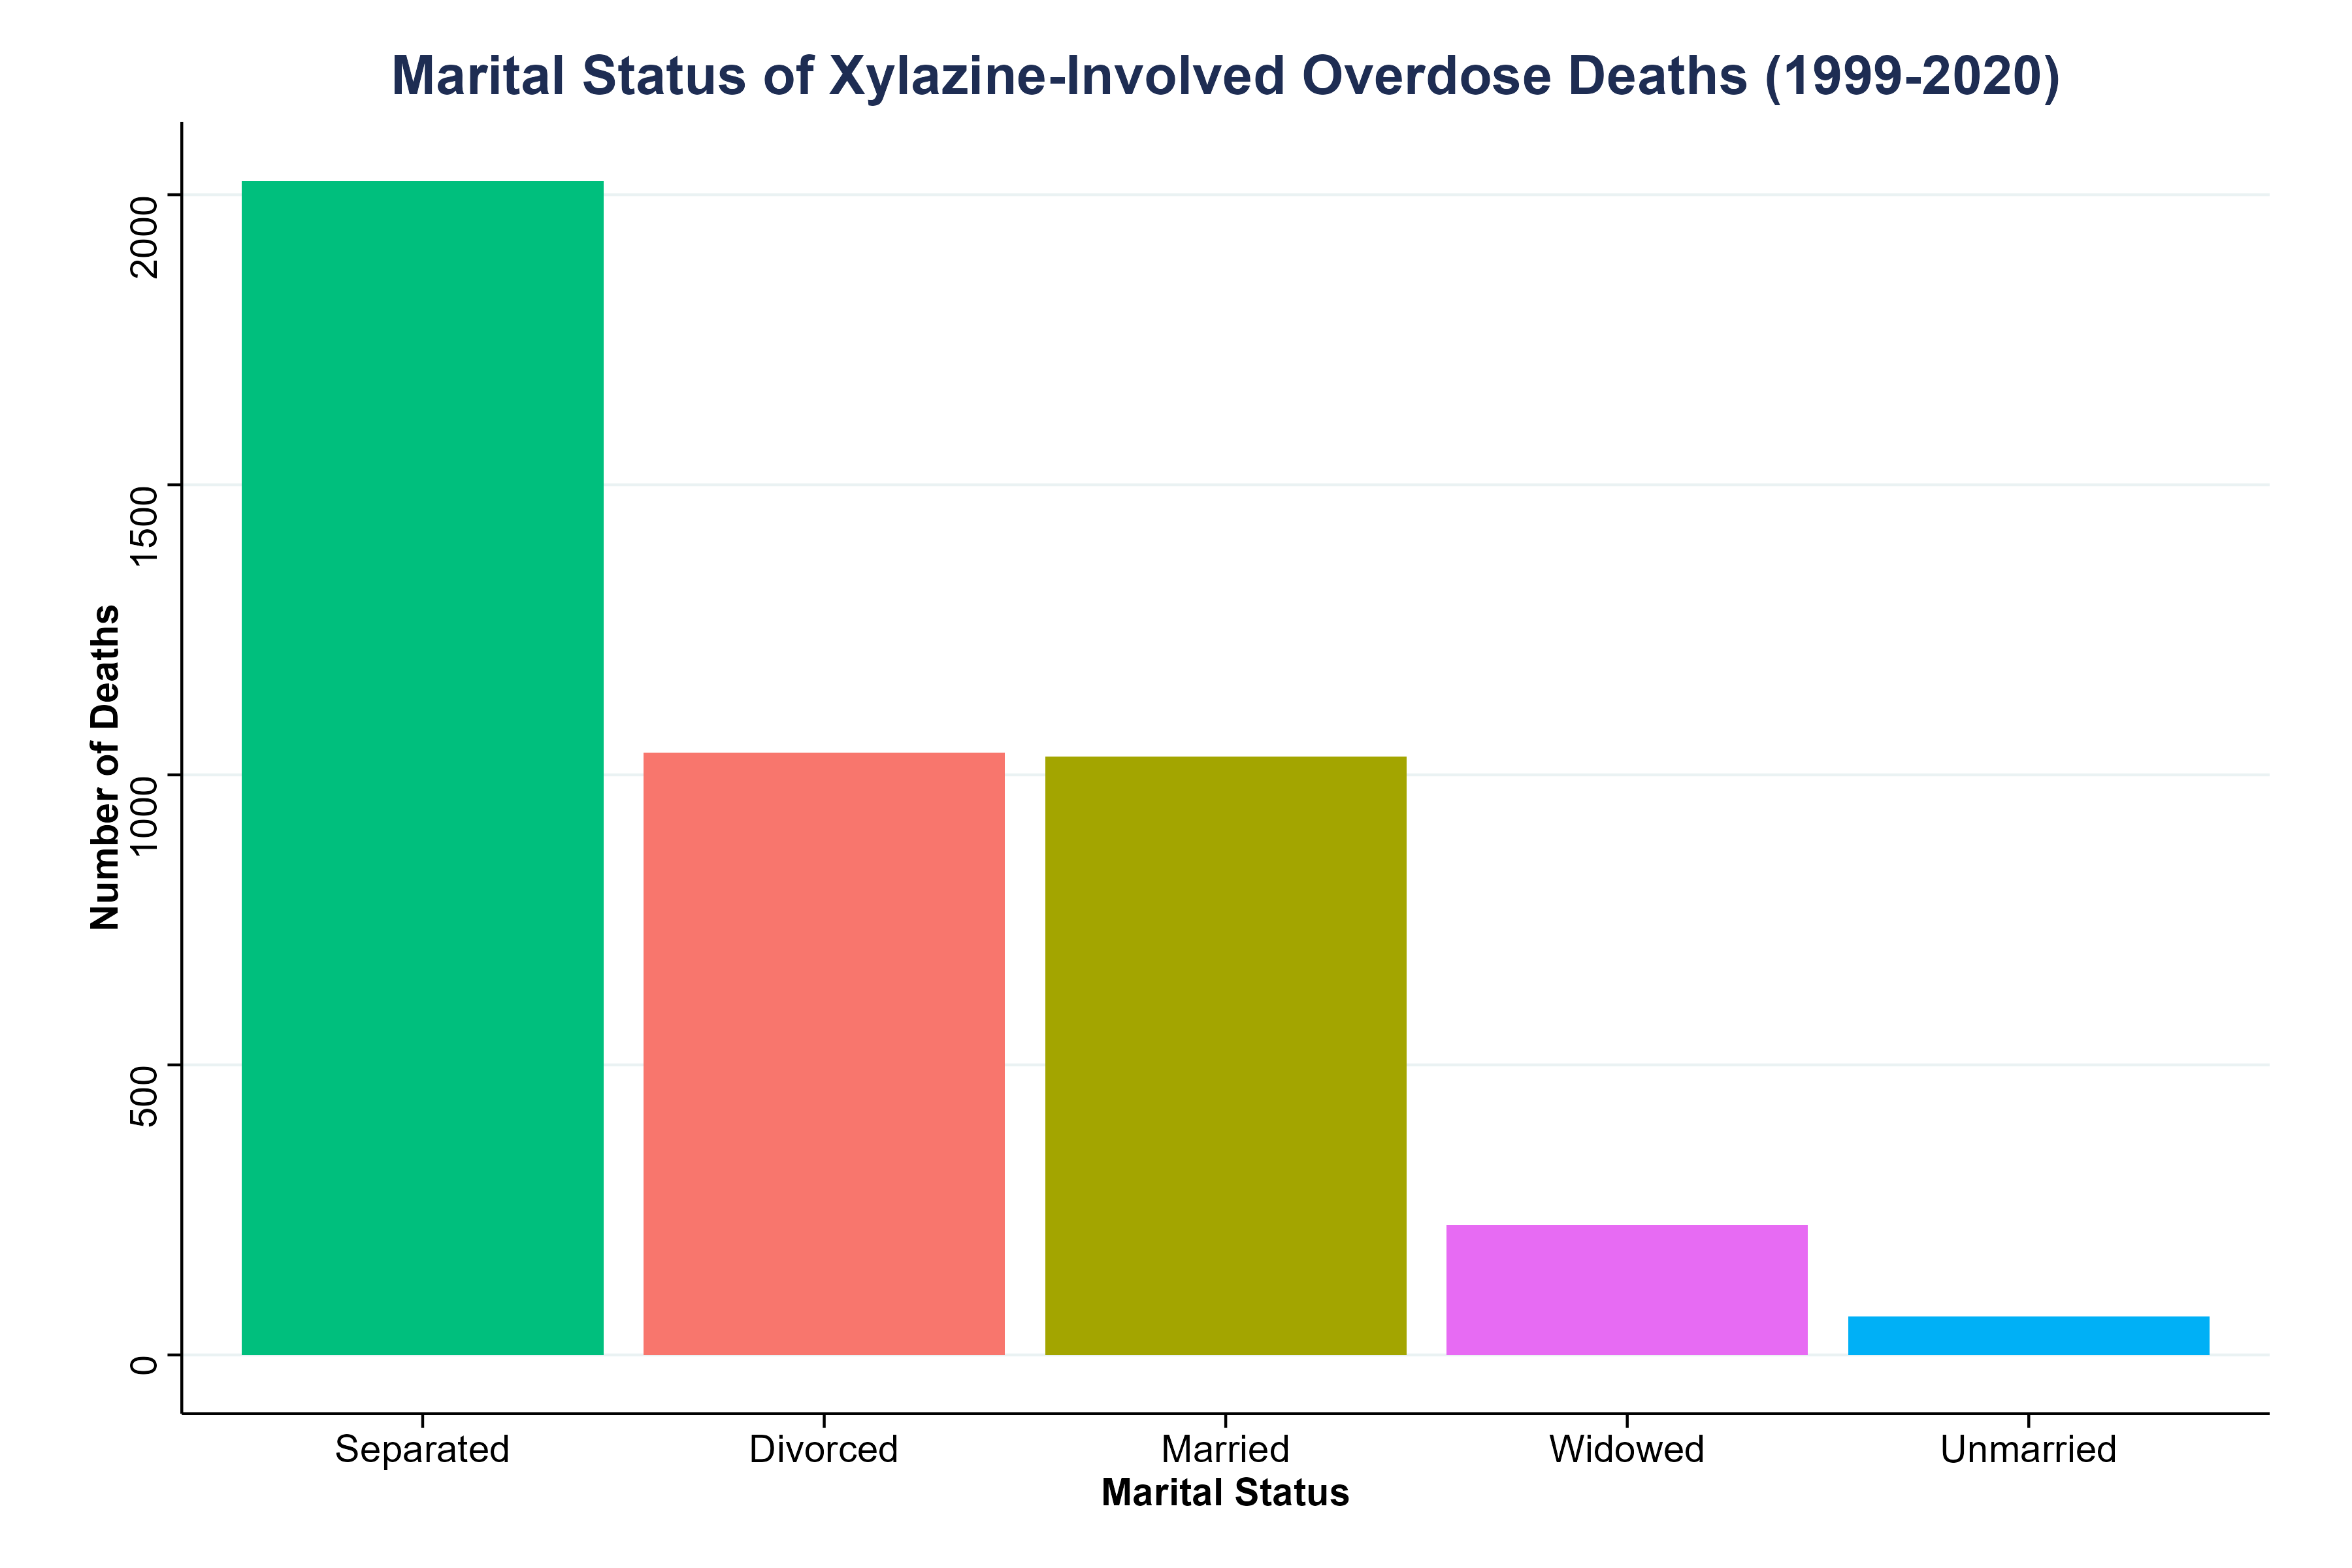 Marital Status of Xylazine-Involved Overdose Deaths (1999-2020)
Number of Deaths
2000
1500
1000
500
0
Separated
Divorced
Married
Widowed
Unmarried
Marital Status